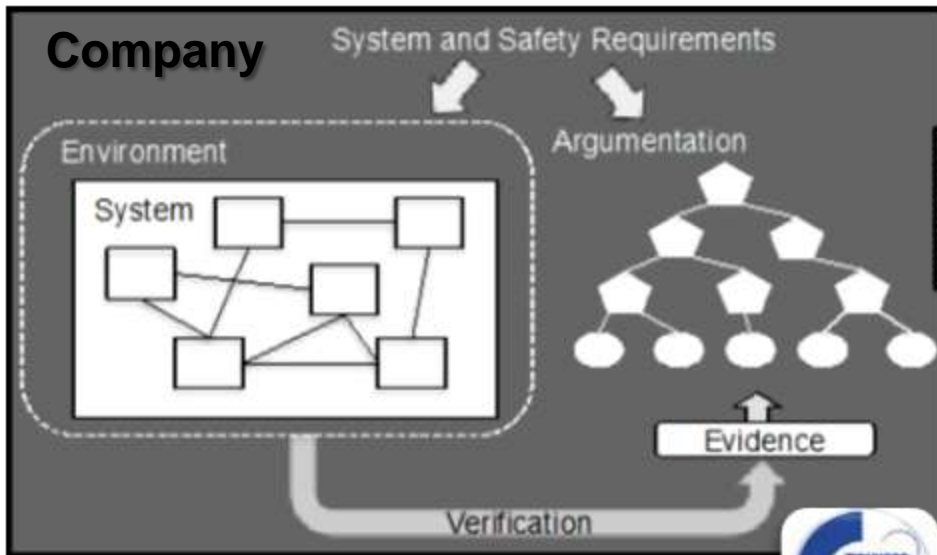 Company
System and Safety Requirements
Environment
Argumentation
System
Evidence
Verification